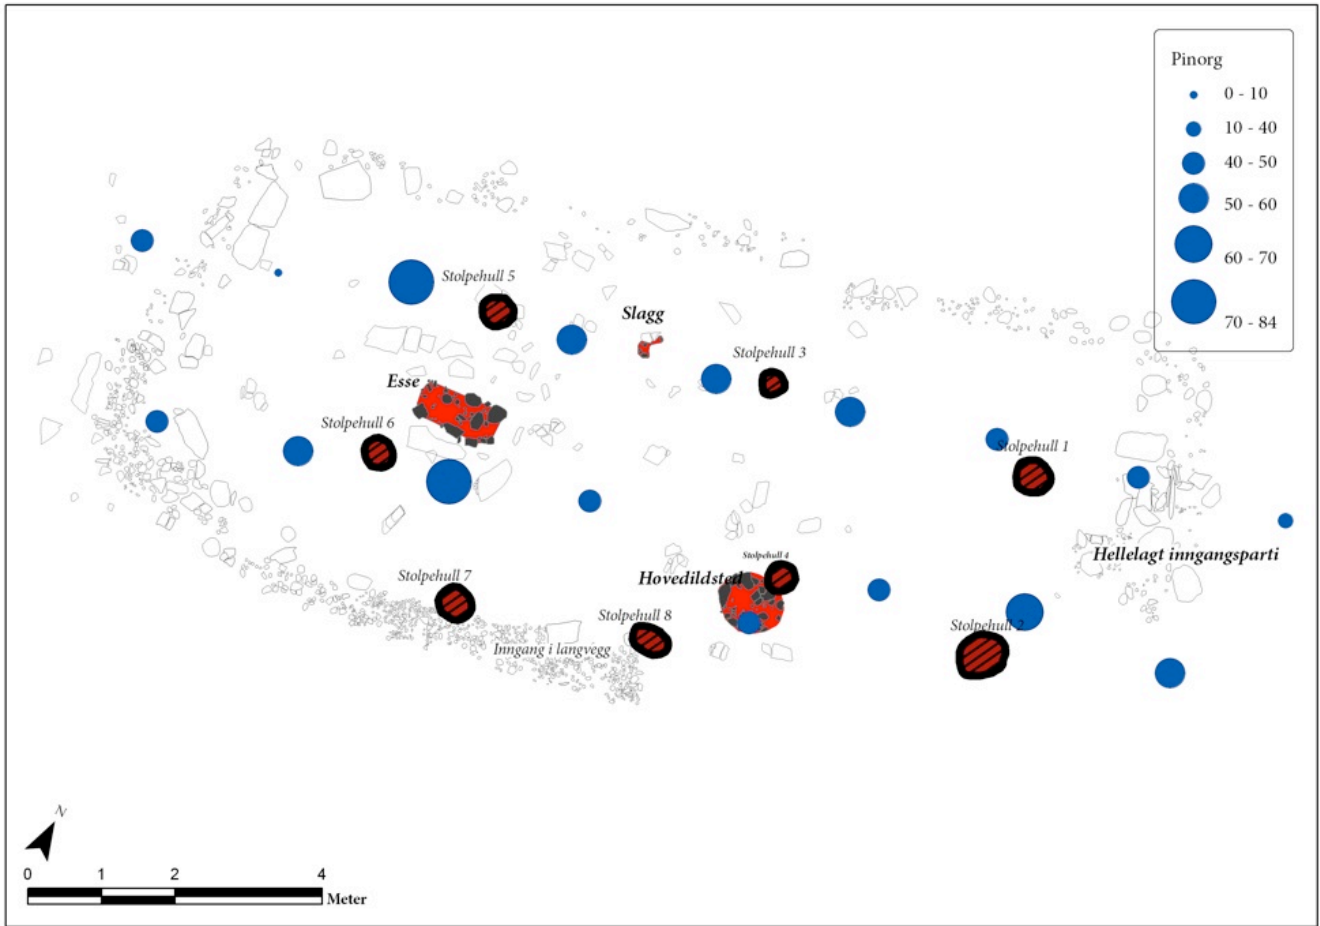 Pinorg
0 - 10
10 - 40
40 - 50
50 - 60
60 - 70
70 - 84
Stolpehull 5
Slagg
Stolpehull 3
Esse
Stolpehull 6
Stolpehull 1
Stolpehull 4
Hellelagt inngangsparti
Hovedildsted
Stolpehull 7
Stolpehull 8
Stolpehull 2
Inngang i langvegg
N
0 1 2 4
Meter